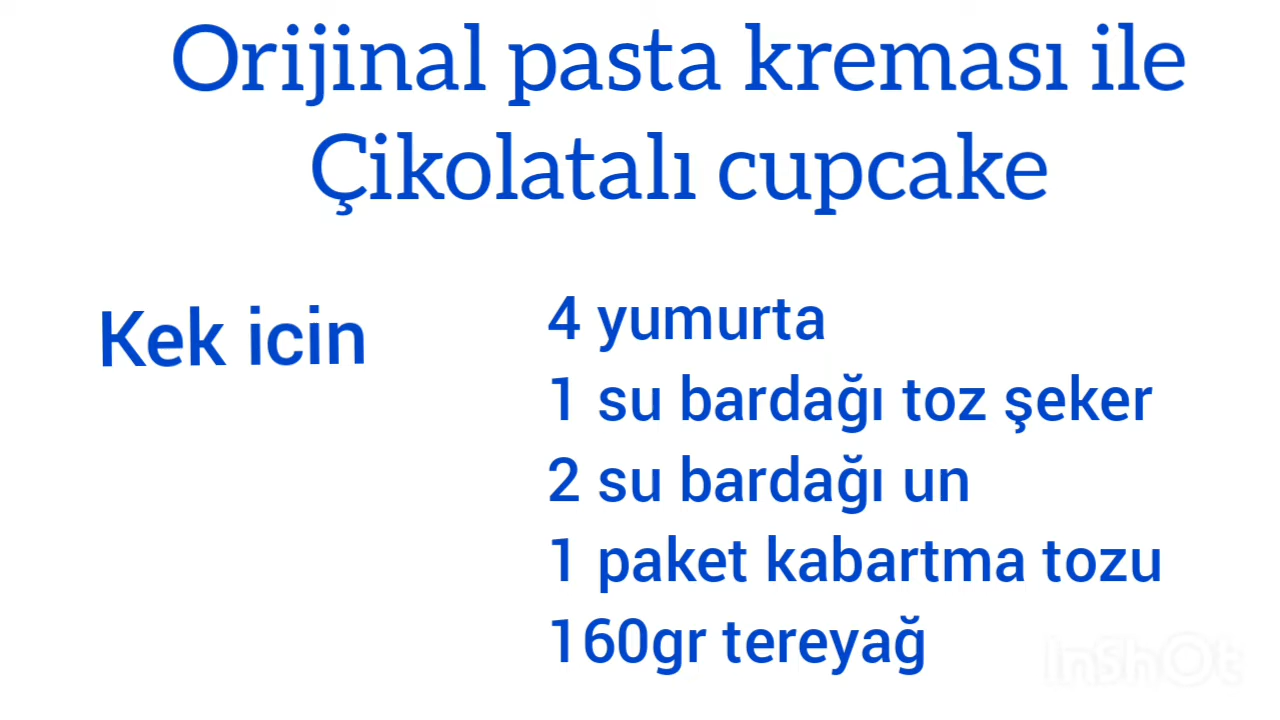 Orijinal pasta kreması ile
Çikolatalı cupcake
Kek icin
4 yumurta
1 su bardağı toz şeker
2 su bardağı un
1 paket kabartma tozu
160gr tereyağ
InShOt